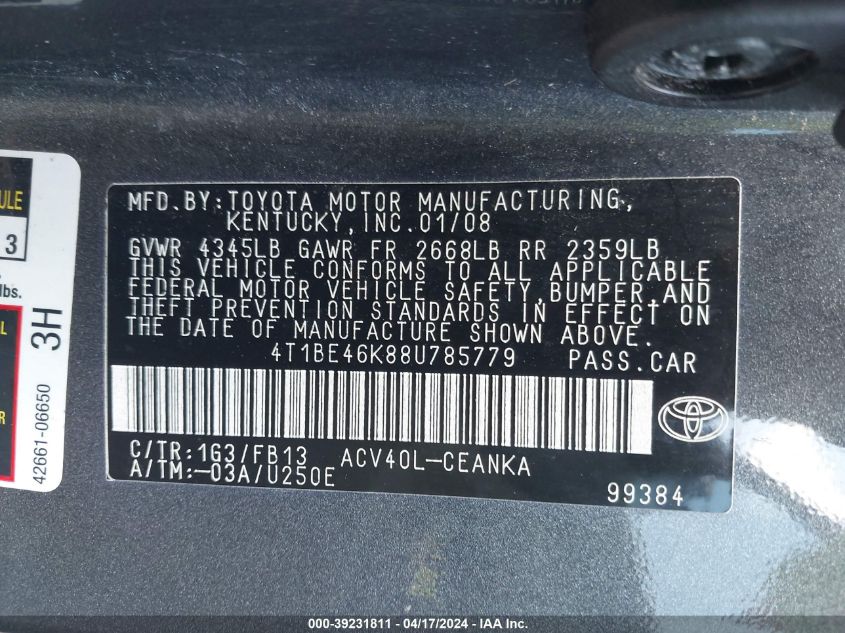 MFD.BY:TOYOTA MOTOR MANUFACTURING,
KENTUCKY,INC.01/08
GVWR 4345LB GAWR FR 2668LB RR 2359LB
THIS VEHICLE CONFORMS TO ALL APPLICABLE
FEDERAL MOTOR VEHICLE SAFETY,BUMPER,AND
THEFT PREVENTION STANDARDS IN EFFECT ON
THE DATE OF MANUFACTURE SHOWN ABOVE.
4T1BE46K88U785779 PASS.CAR
C/TR:1G3/FB13 ACV40L-CEANKA
A/TM:-03A/U250E
99384
3
lbs.
3H
42661-06650
000-39231811 - 04/17/2024 - IAA Inc.